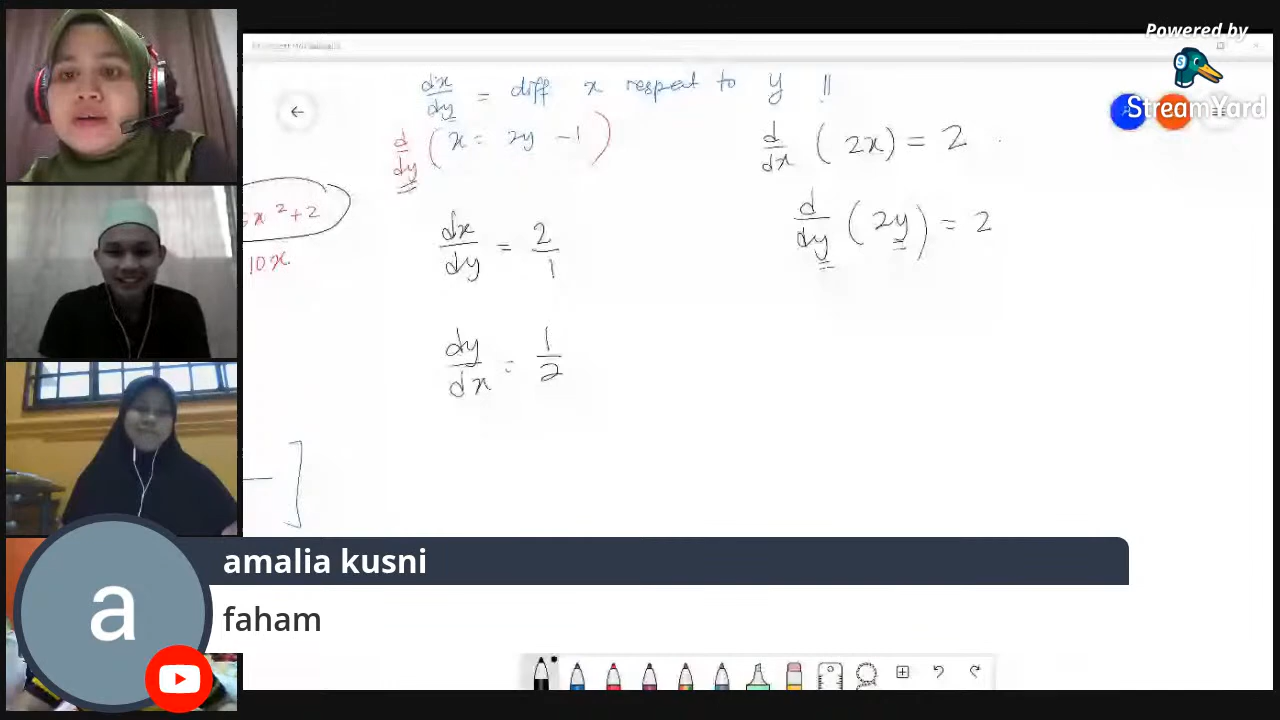 Powered by
StreamYard
dx/dy = diff x respect to y !!
d/dy ( x = 2y - 1 )
d/dx ( 2x ) = 2
x² + 2
10x
dx/dy = 2/1
d/dy ( 2y ) = 2
dy/dx = 1/2
amalia kusni
a
faham